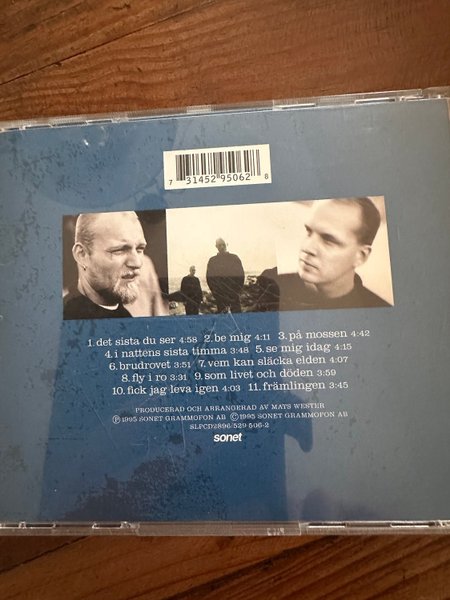 7 31452 95062 8
1. det sista du ser 4:58 2. be mig 4:11 3. på mossen 4:42
4. i nattens sista timma 3:48 5. se mig idag 4:15
6. brudrovet 3:51 7. vem kan släcka elden 4:07
8. fly i ro 3:31 9. som livet och döden 3:59
10. fick jag leva igen 4:03 11. främlingen 3:45
PRODUCERAD OCH ARRANGERAD AV MATS WESTER
Ⓟ 1995 SONET GRAMMOFON AB © 1995 SONET GRAMMOFON AB
SLPCD2896/529 506-2
sonet